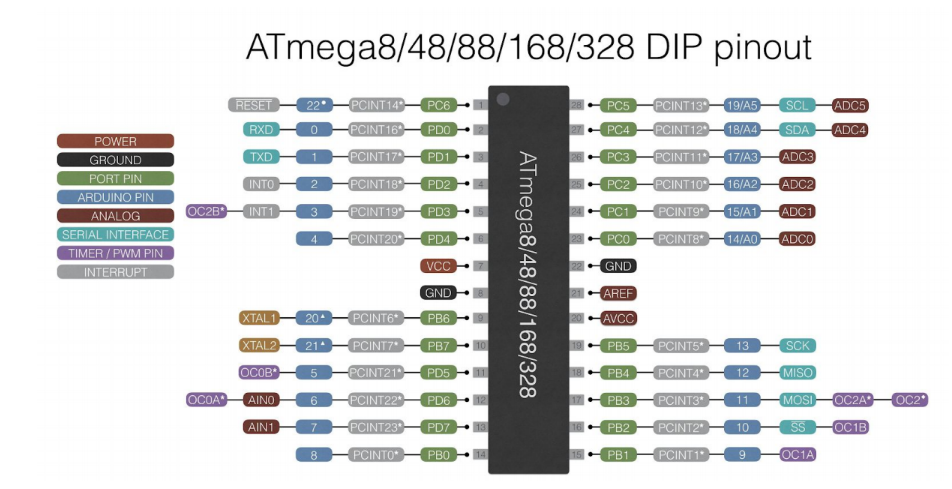 ATmega8/48/88/168/328 DIP pinout
POWER
GROUND
PORT PIN
ARDUINO PIN
ANALOG
SERIAL INTERFACE
TIMER / PWM PIN
INTERRUPT
ATmega8/48/88/168/328
RESET 22* PCINT14* PC6 1
RXD 0 PCINT16* PD0 2
TXD 1 PCINT17* PD1 3
INT0 2 PCINT18* PD2 4
OC2B* INT1 3 PCINT19* PD3 5
4 PCINT20* PD4 6
VCC 7
GND 8
XTAL1 20▲ PCINT6* PB6 9
XTAL2 21▲ PCINT7* PB7 10
OC0B* 5 PCINT21* PD5 11
OC0A* AIN0 6 PCINT22* PD6 12
AIN1 7 PCINT23* PD7 13
8 PCINT0* PB0 14
28 PC5 PCINT13* 19/A5 SCL ADC5
27 PC4 PCINT12* 18/A4 SDA ADC4
26 PC3 PCINT11* 17/A3 ADC3
25 PC2 PCINT10* 16/A2 ADC2
24 PC1 PCINT9* 15/A1 ADC1
23 PC0 PCINT8* 14/A0 ADC0
22 GND
21 AREF
20 AVCC
19 PB5 PCINT5* 13 SCK
18 PB4 PCINT4* 12 MISO
17 PB3 PCINT3* 11 MOSI OC2A* OC2*
16 PB2 PCINT2* 10 SS OC1B
15 PB1 PCINT1* 9 OC1A